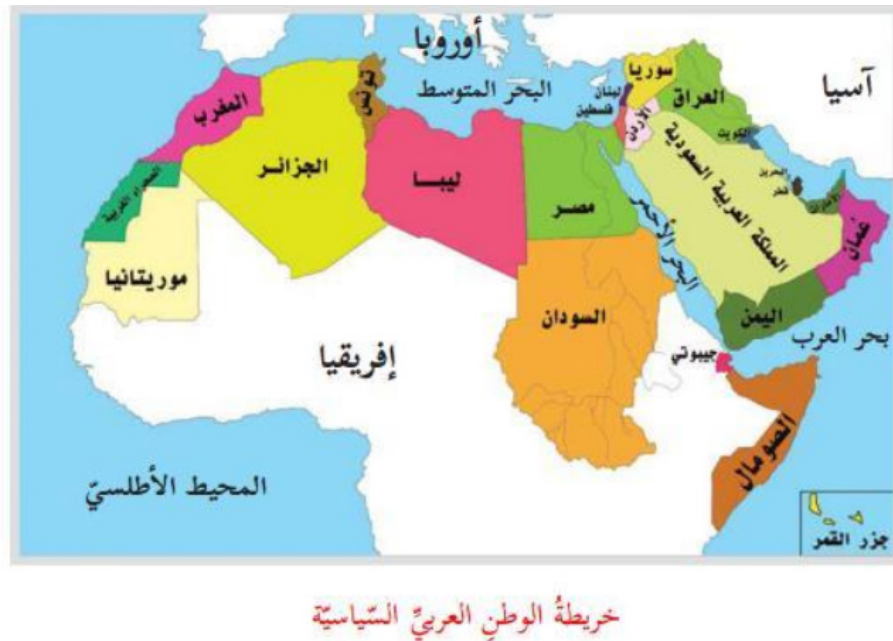 أوروبا
آسيا
البحر المتوسط
سوريا
لبنان
فلسطين
العراق
الأردن
الكويت
تونس
المغرب
الجزائر
ليبيا
مصر
المملكة العربية السعودية
البحرين
قطر
الإمارات
عُمان
الصحراء الغربية
موريتانيا
البحر الأحمر
السودان
اليمن
بحر العرب
جيبوتي
إفريقيا
الصومال
المحيط الأطلسيّ
جزر القمر
خريطةُ الوطنِ العربيِّ السّياسيّة